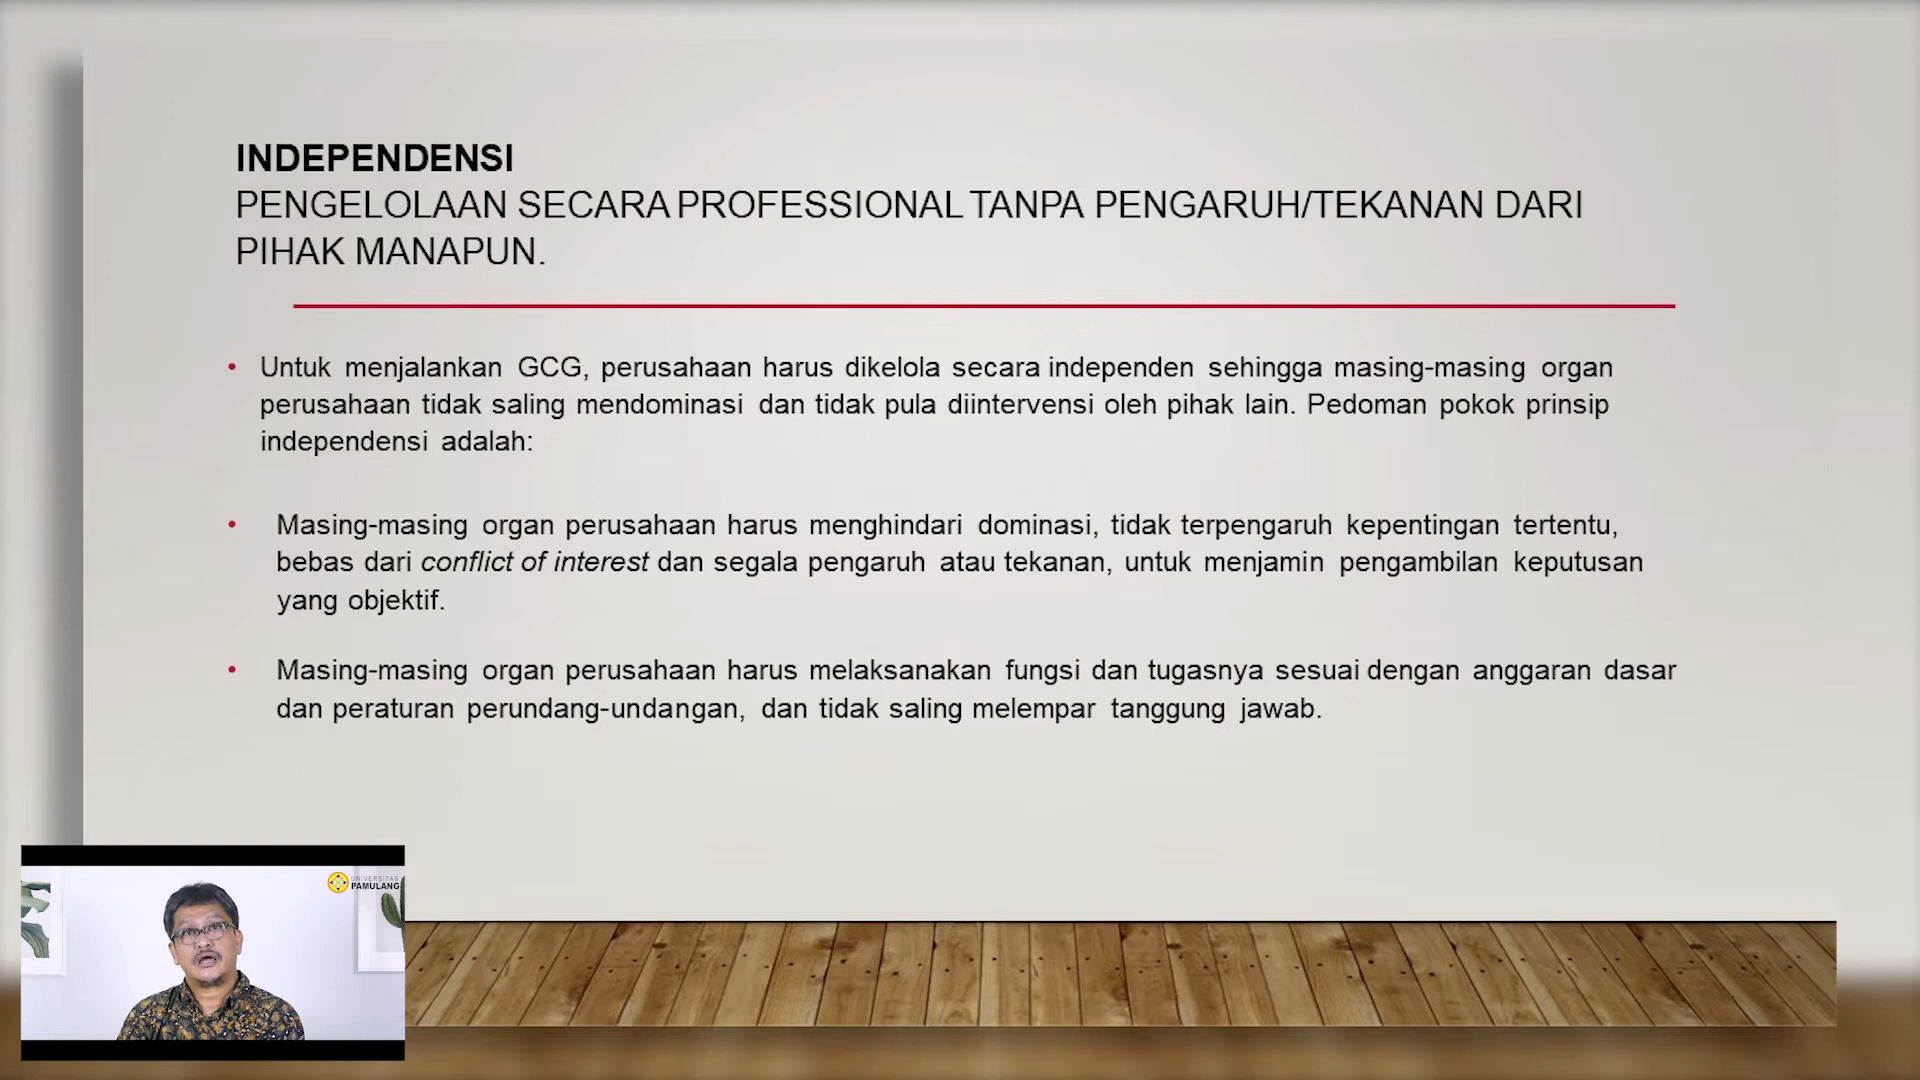 INDEPENDENSI
PENGELOLAAN SECARA PROFESSIONAL TANPA PENGARUH/TEKANAN DARI
PIHAK MANAPUN.
• Untuk menjalankan GCG, perusahaan harus dikelola secara independen sehingga masing-masing organ
perusahaan tidak saling mendominasi dan tidak pula diintervensi oleh pihak lain. Pedoman pokok prinsip
independensi adalah:
• Masing-masing organ perusahaan harus menghindari dominasi, tidak terpengaruh kepentingan tertentu,
bebas dari conflict of interest dan segala pengaruh atau tekanan, untuk menjamin pengambilan keputusan
yang objektif.
• Masing-masing organ perusahaan harus melaksanakan fungsi dan tugasnya sesuai dengan anggaran dasar
dan peraturan perundang-undangan, dan tidak saling melempar tanggung jawab.
UNIVERSITAS
PAMULANG